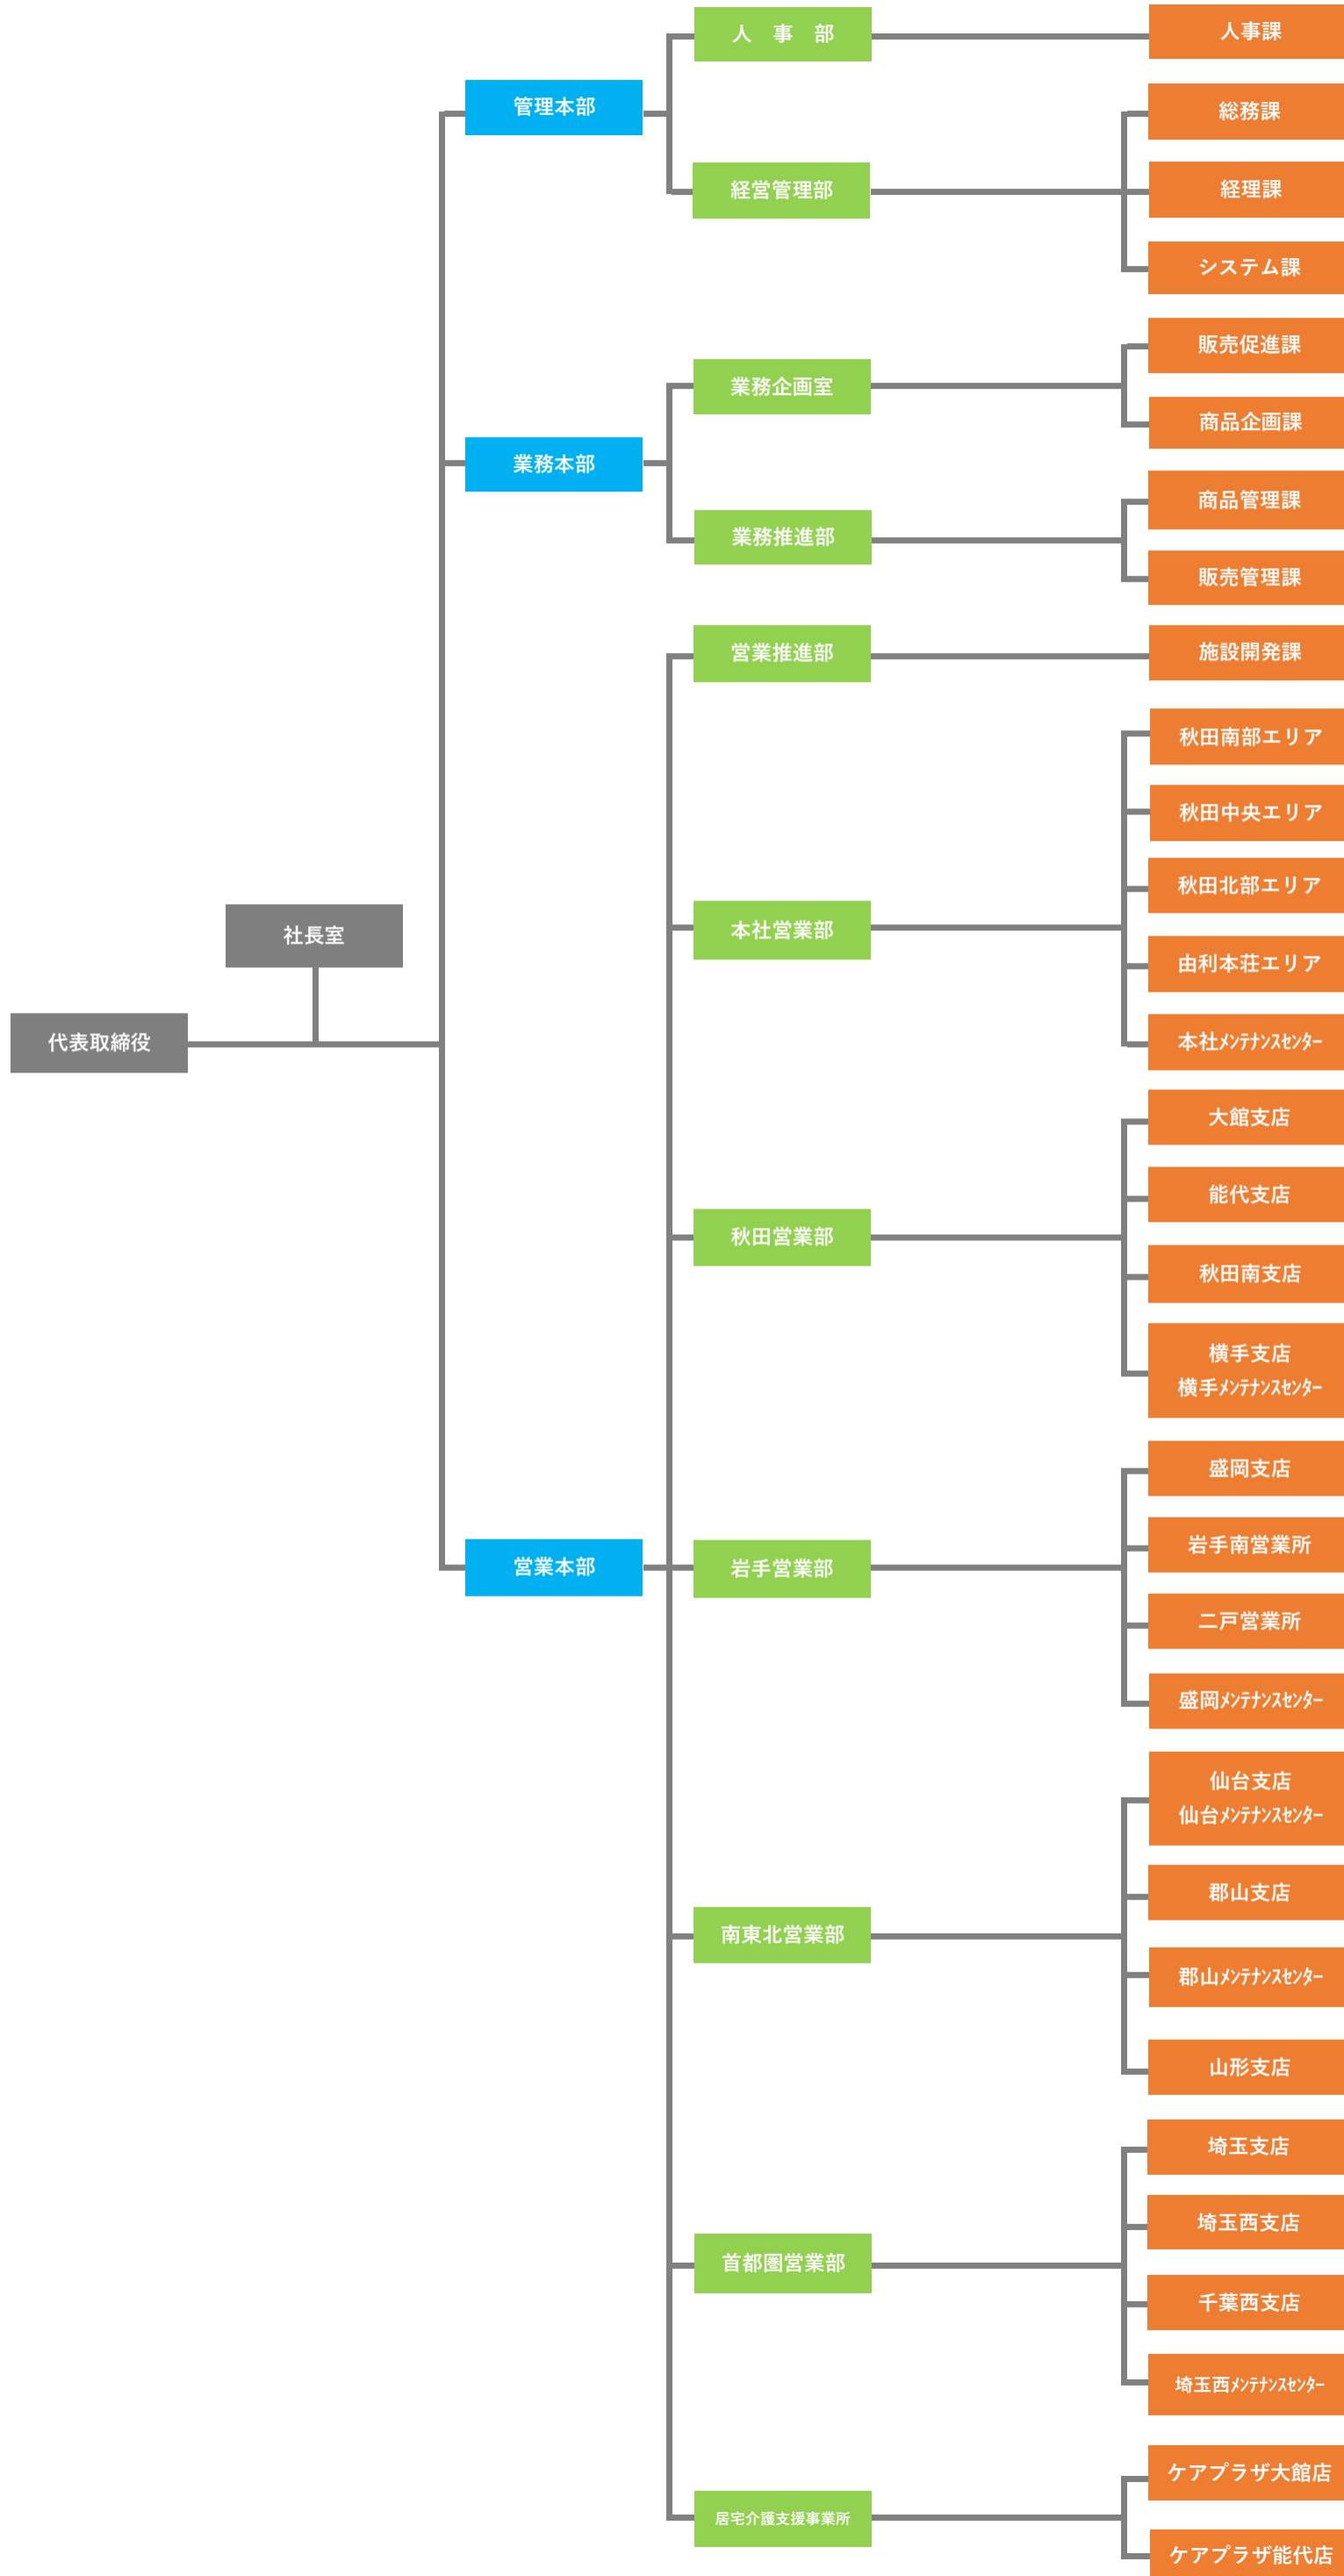 代表取締役
社長室
管理本部
人　事　部
人事課
経営管理部
総務課
経理課
システム課
業務本部
業務企画室
販売促進課
商品企画課
業務推進部
商品管理課
販売管理課
営業本部
営業推進部
施設開発課
本社営業部
秋田南部エリア
秋田中央エリア
秋田北部エリア
由利本荘エリア
本社ﾒﾝﾃﾅﾝｽｾﾝﾀｰ
秋田営業部
大館支店
能代支店
秋田南支店
横手支店
横手ﾒﾝﾃﾅﾝｽｾﾝﾀｰ
岩手営業部
盛岡支店
岩手南営業所
二戸営業所
盛岡ﾒﾝﾃﾅﾝｽｾﾝﾀｰ
南東北営業部
仙台支店
仙台ﾒﾝﾃﾅﾝｽｾﾝﾀｰ
郡山支店
郡山ﾒﾝﾃﾅﾝｽｾﾝﾀｰ
山形支店
首都圏営業部
埼玉支店
埼玉西支店
千葉西支店
埼玉西ﾒﾝﾃﾅﾝｽｾﾝﾀｰ
居宅介護支援事業所
ケアプラザ大館店
ケアプラザ能代店